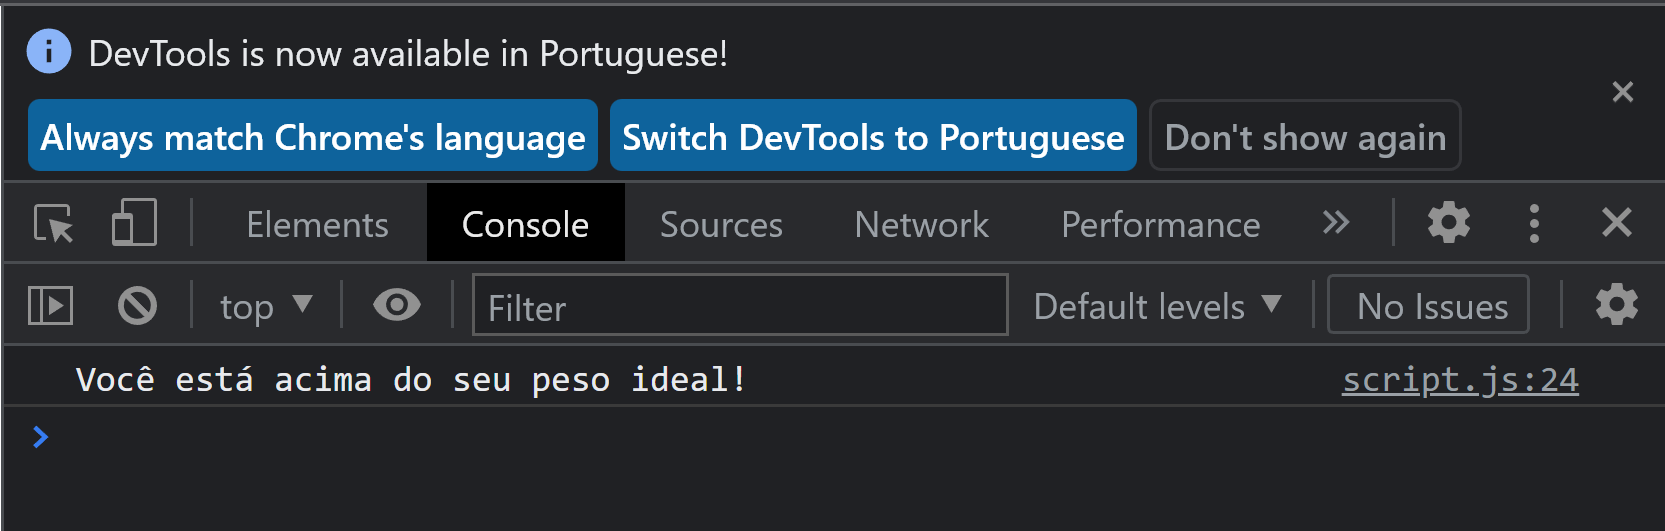 DevTools is now available in Portuguese!
Always match Chrome's language Switch DevTools to Portuguese Don't show again
Elements Console Sources Network Performance
top Filter Default levels No Issues
Você está acima do seu peso ideal! script.js:24